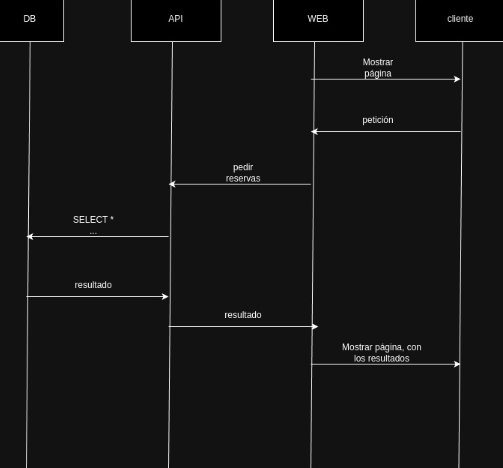 DB
API
WEB
cliente
Mostrar
página
petición
pedir
reservas
SELECT *
...
resultado
resultado
Mostrar página, con
los resultados